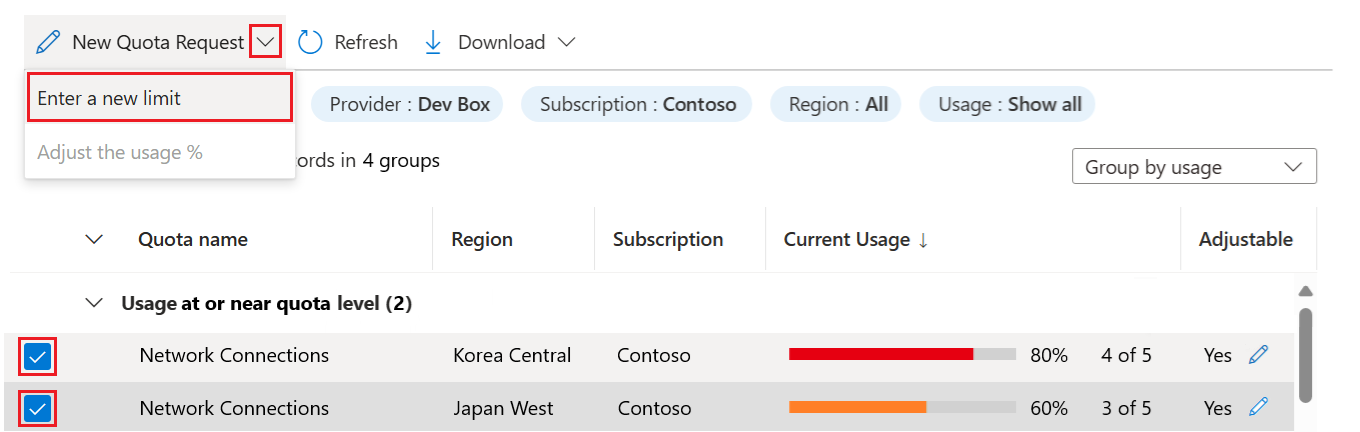 New Quota Request Refresh Download
Enter a new limit
Provider : Dev Box Subscription : Contoso Region : All Usage : Show all
Adjust the usage %
ords in 4 groups
Group by usage
Quota name Region Subscription Current Usage ↓ Adjustable
Usage at or near quota level (2)
Network Connections Korea Central Contoso 80% 4 of 5 Yes
Network Connections Japan West Contoso 60% 3 of 5 Yes